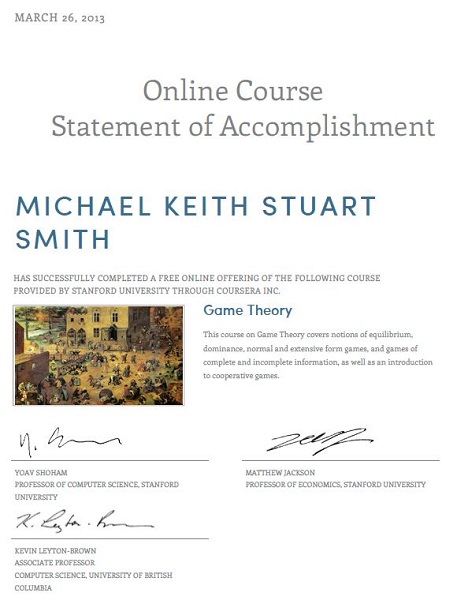 MARCH 26, 2013
Online Course
Statement of Accomplishment
MICHAEL KEITH STUART
SMITH
HAS SUCCESSFULLY COMPLETED A FREE ONLINE OFFERING OF THE FOLLOWING COURSE
PROVIDED BY STANFORD UNIVERSITY THROUGH COURSERA INC.
Game Theory
This course on Game Theory covers notions of equilibrium,
dominance, normal and extensive form games, and games of
complete and incomplete information, as well as an introduction
to cooperative games.
YOAV SHOHAM
PROFESSOR OF COMPUTER SCIENCE, STANFORD
UNIVERSITY
MATTHEW JACKSON
PROFESSOR OF ECONOMICS, STANFORD UNIVERSITY
K. Leyton-Brown
KEVIN LEYTON-BROWN
ASSOCIATE PROFESSOR
COMPUTER SCIENCE, UNIVERSITY OF BRITISH
COLUMBIA